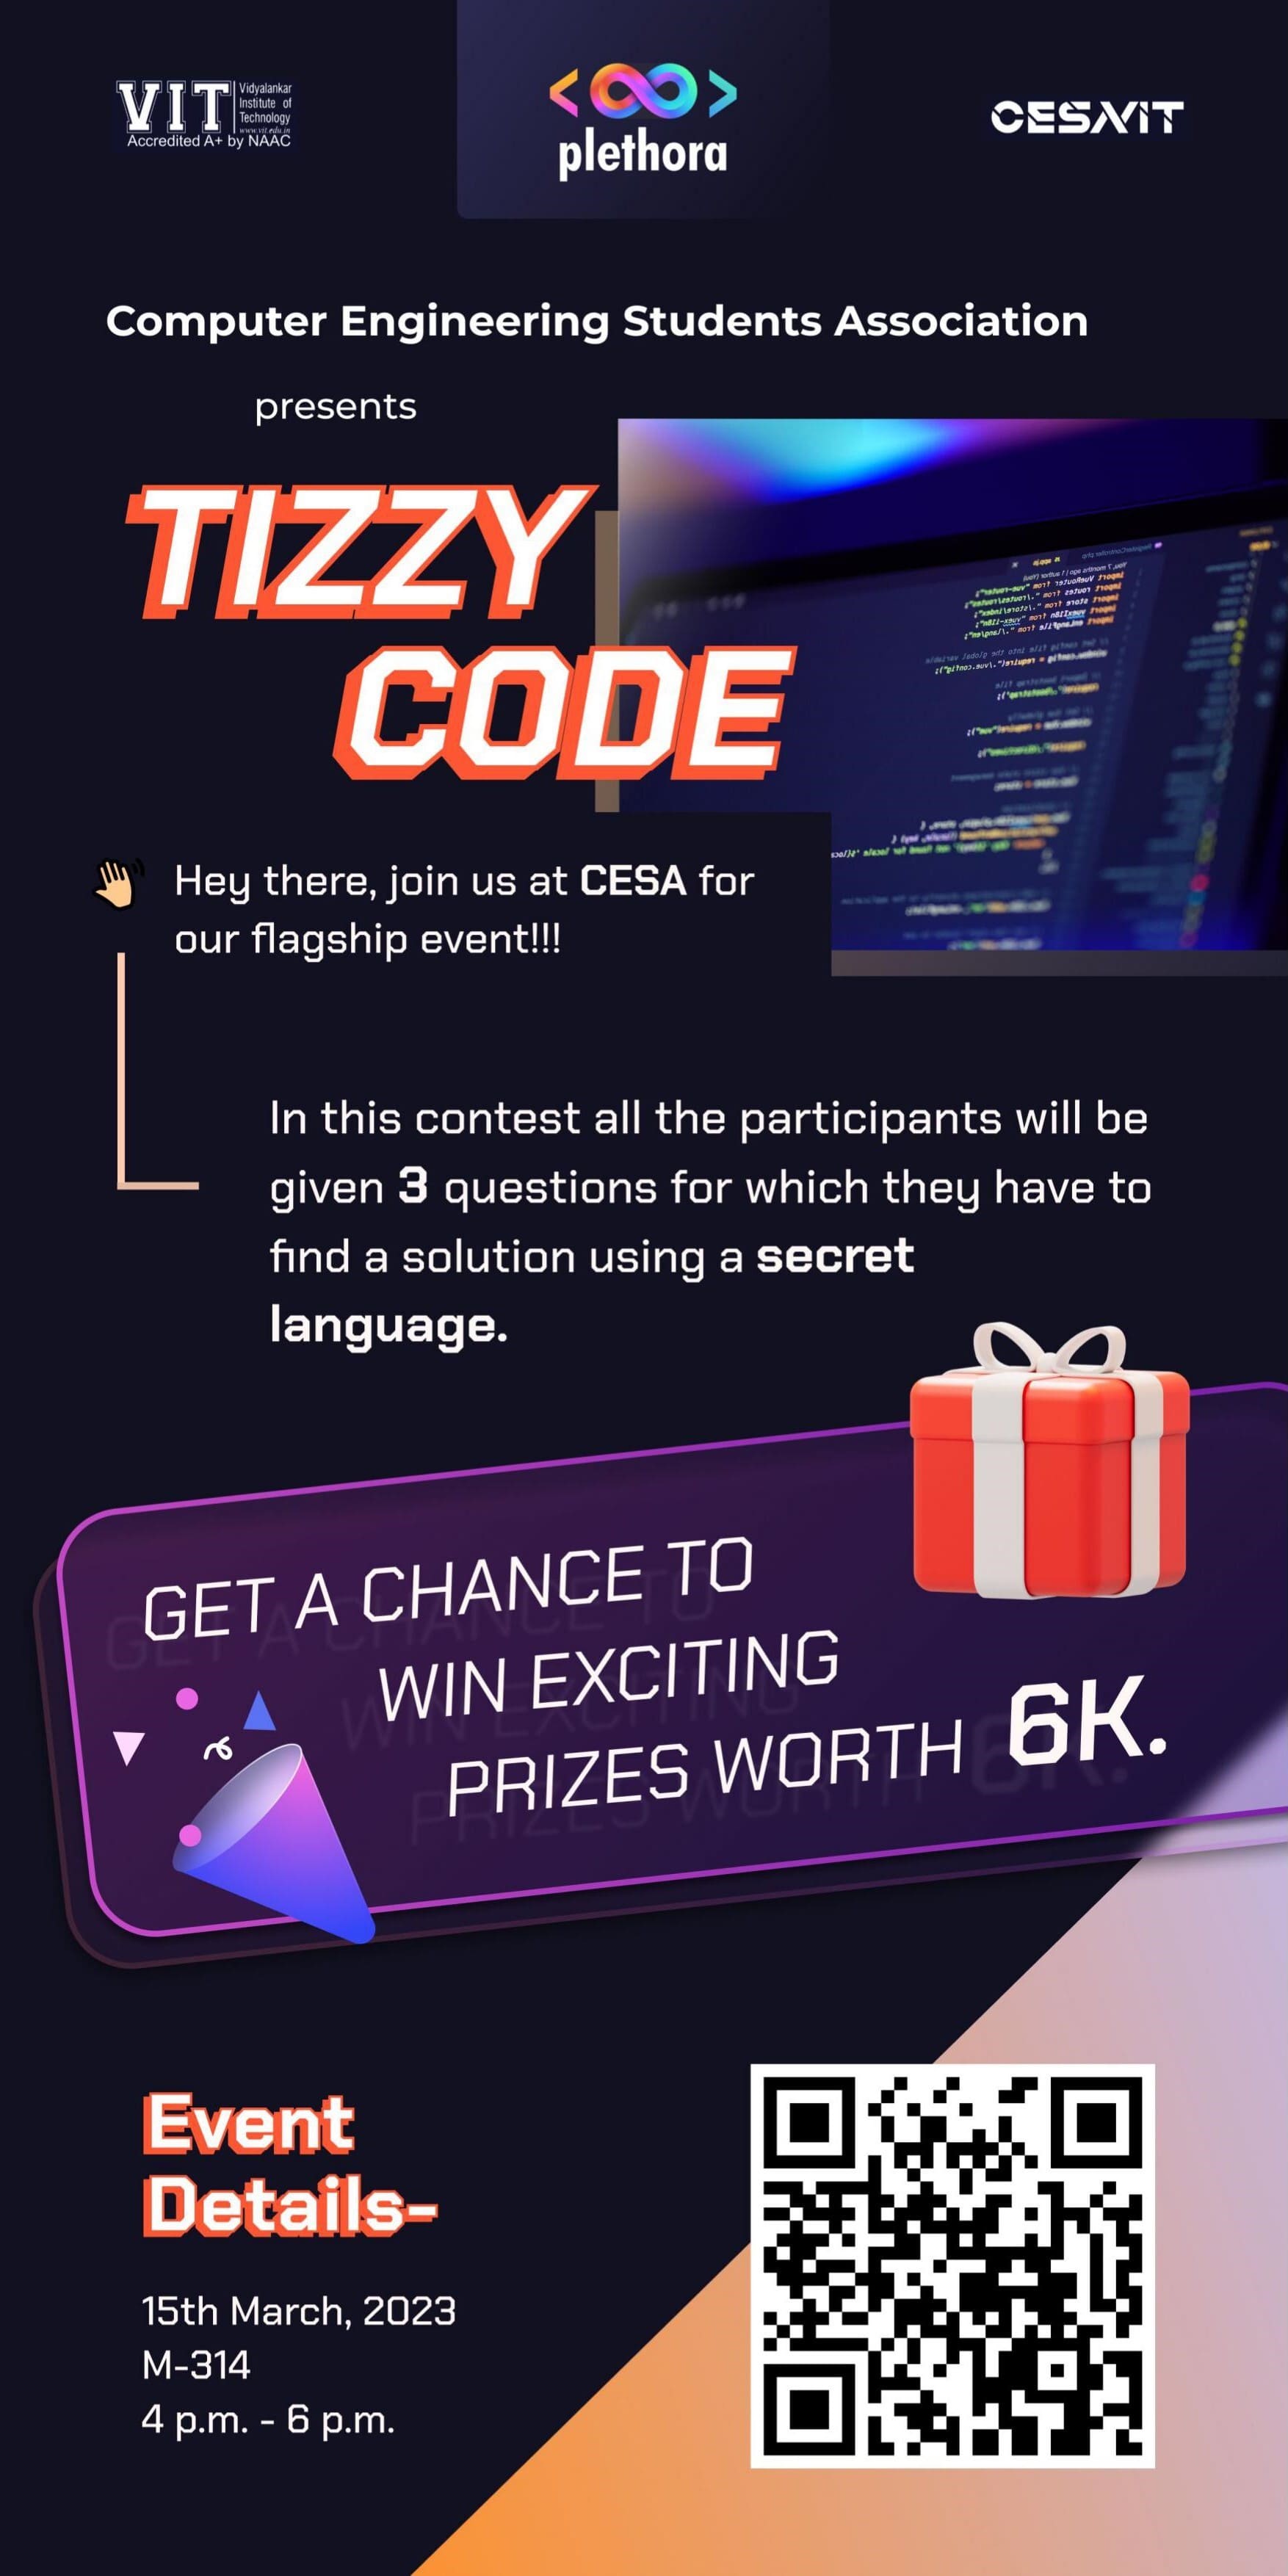 VIT
Vidyalankar
Institute of
Technology
www.vit.edu.in
Accredited A+ by NAAC
plethora
CESAVIT
Computer Engineering Students Association
presents
TIZZY
CODE
Hey there, join us at CESA for
our flagship event!!!
In this contest all the participants will be
given 3 questions for which they have to
find a solution using a secret
language.
GET A CHANCE TO
WIN EXCITING
PRIZES WORTH 6K.
Event
Details-
15th March, 2023
M-314
4 p.m. - 6 p.m.